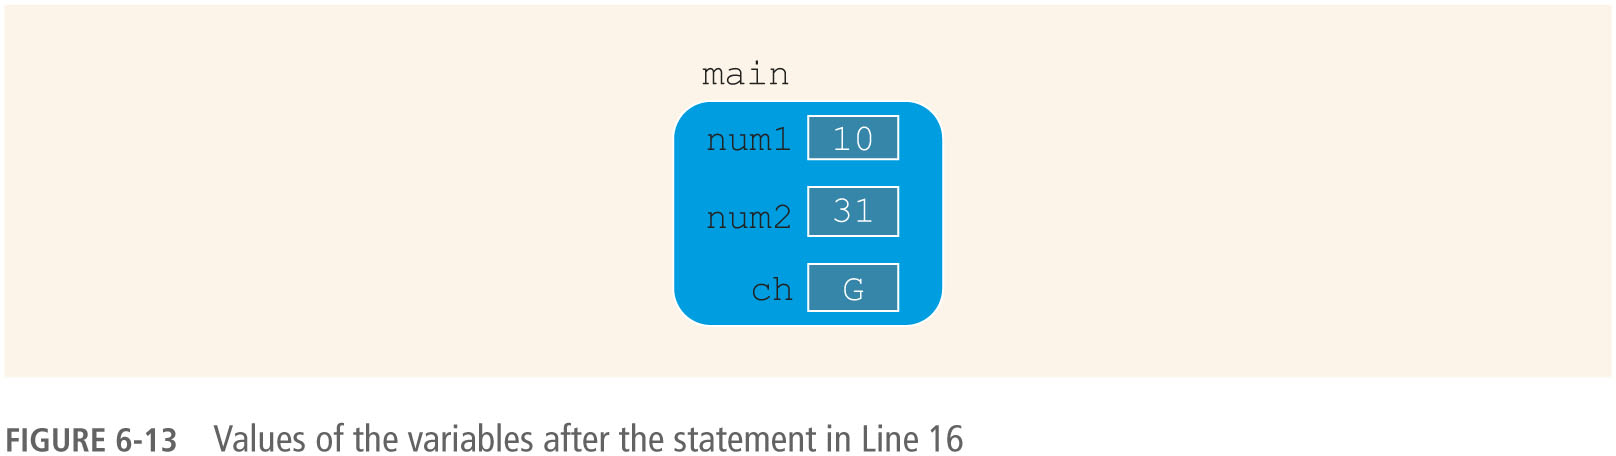 main
num1 10
num2 31
ch G
FIGURE 6-13 Values of the variables after the statement in Line 16